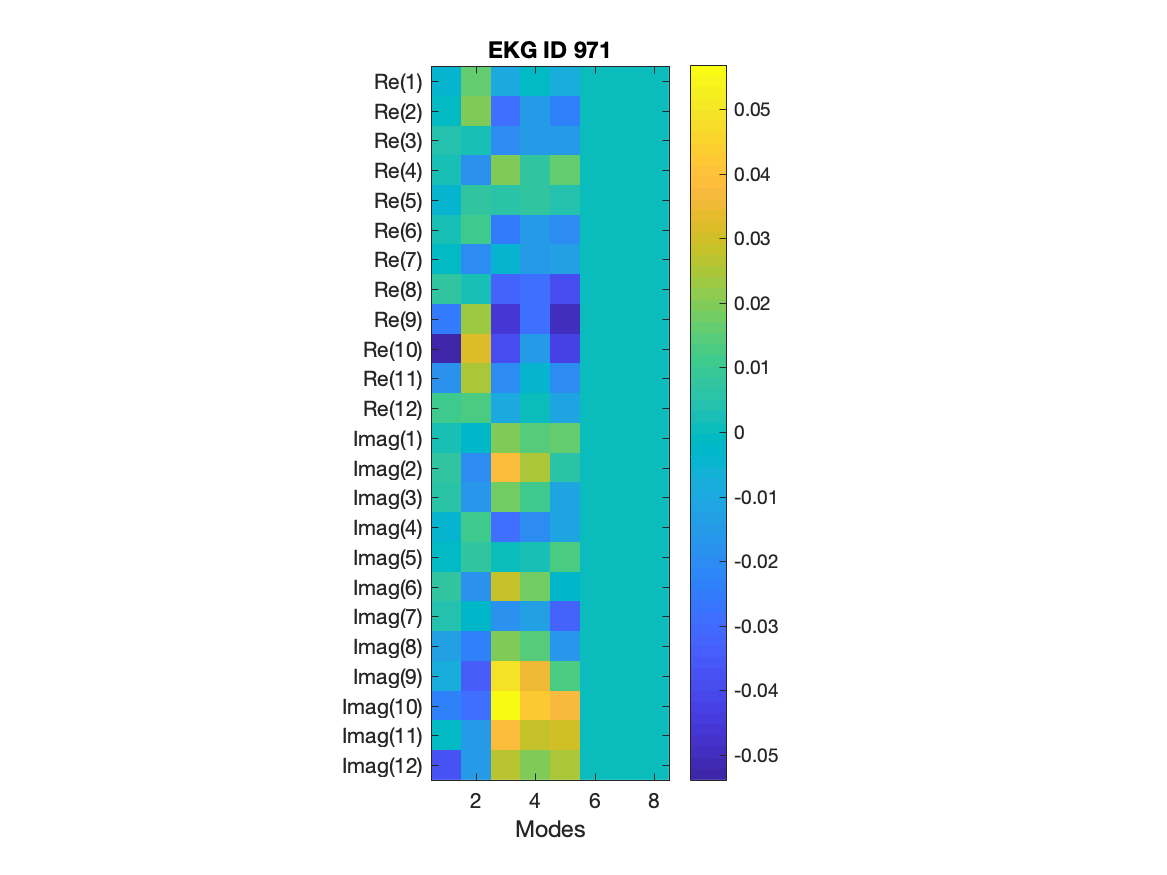 EKG ID 971
Re(1)
Re(2)
Re(3)
Re(4)
Re(5)
Re(6)
Re(7)
Re(8)
Re(9)
Re(10)
Re(11)
Re(12)
Imag(1)
Imag(2)
Imag(3)
Imag(4)
Imag(5)
Imag(6)
Imag(7)
Imag(8)
Imag(9)
Imag(10)
Imag(11)
Imag(12)
2 4 6 8
Modes
0.05
0.04
0.03
0.02
0.01
0
-0.01
-0.02
-0.03
-0.04
-0.05